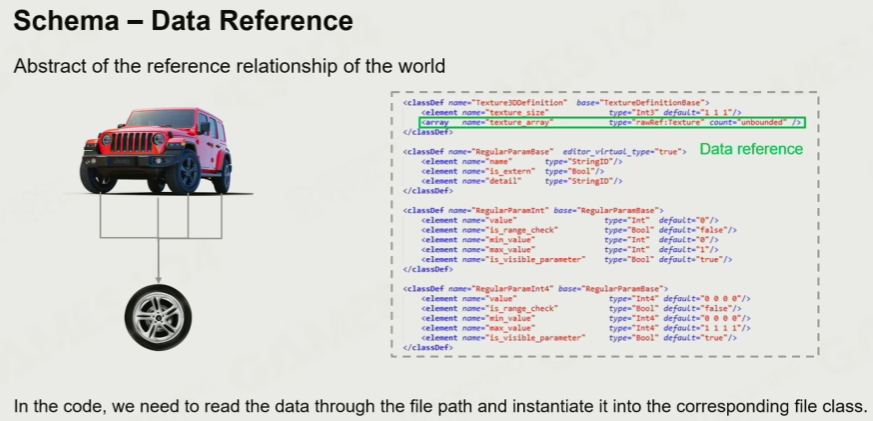 Schema – Data Reference
Abstract of the reference relationship of the world
<classDef name="Texture3DDefinition" base="TextureDefinitionBase">
<element name="texture_size" type="Int3" default="1 1 1"/>
<array name="texture_array" type="rawRef:Texture" count="unbounded" />
</classDef>
Data reference
<classDef name="RegularParamBase" editor_virtual_type="true">
<element name="name" type="StringID"/>
<element name="is_extern" type="Bool"/>
<element name="detail" type="StringID"/>
</classDef>
<classDef name="RegularParamInt" base="RegularParamBase">
<element name="value" type="Int" default="0"/>
<element name="is_range_check" type="Bool" default="false"/>
<element name="min_value" type="Int" default="0"/>
<element name="max_value" type="Int" default="1"/>
<element name="is_visible_parameter" type="Bool" default="true"/>
</classDef>
<classDef name="RegularParamInt4" base="RegularParamBase">
<element name="value" type="Int4" default="0 0 0 0"/>
<element name="is_range_check" type="Bool" default="false"/>
<element name="min_value" type="Int4" default="0 0 0 0"/>
<element name="max_value" type="Int4" default="1 1 1 1"/>
<element name="is_visible_parameter" type="Bool" default="true"/>
</classDef>
In the code, we need to read the data through the file path and instantiate it into the corresponding file class.